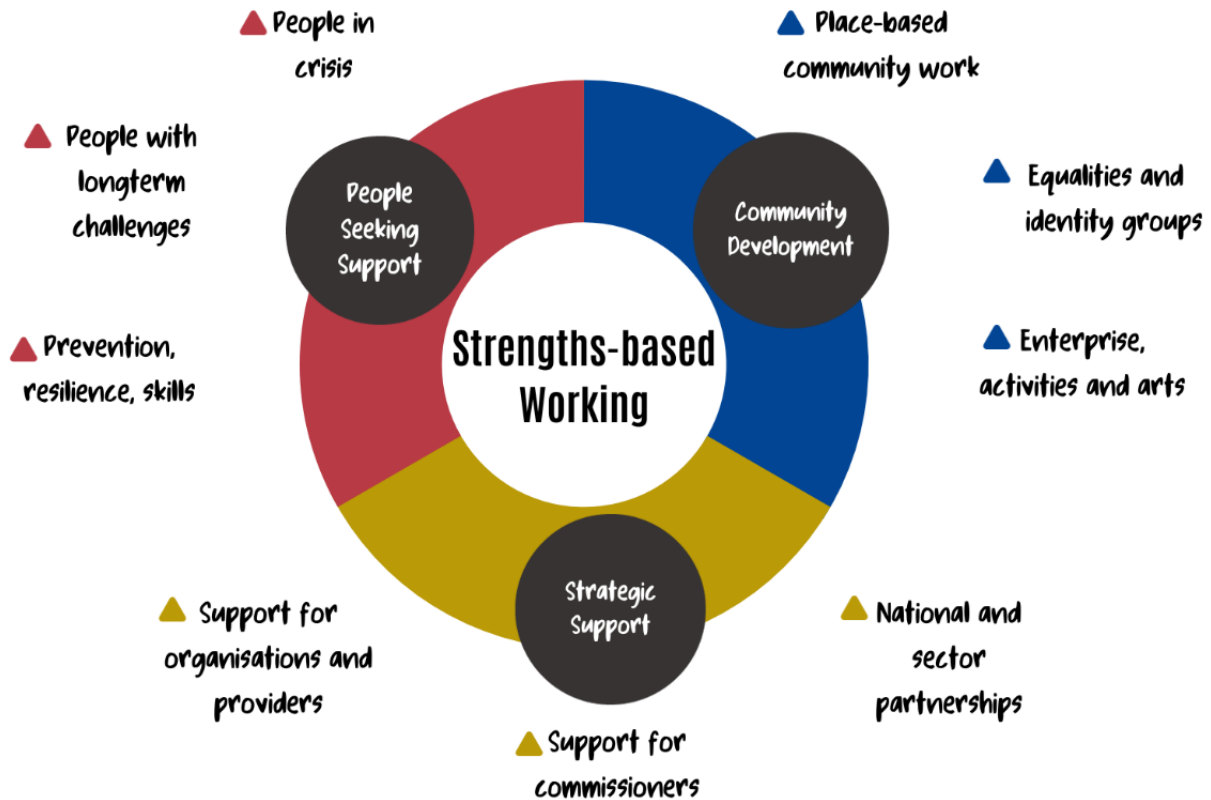 People in
crisis
Place-based
community work
People with
longterm
challenges
Equalities and
identity groups
People
Seeking
Support
Community
Development
Prevention,
resilience, skills
Strengths-based
Working
Enterprise,
activities and arts
Strategic
Support
Support for
organisations and
providers
National and
sector
partnerships
Support for
commissioners